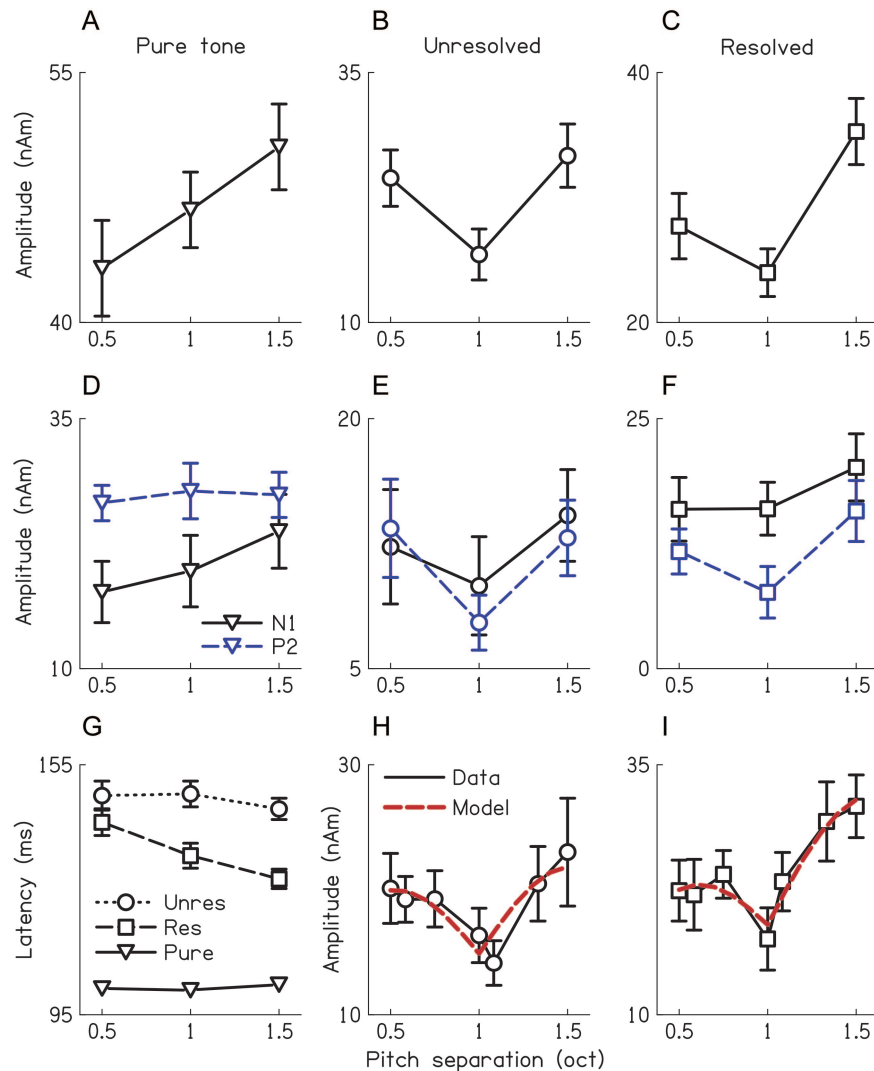 A B C
Pure tone Unresolved Resolved
55 35 40
Amplitude (nAm)
40 10 20
0.5 1 1.5 0.5 1 1.5 0.5 1 1.5
D E F
35 20 25
Amplitude (nAm)
N1
P2
10 5 0
0.5 1 1.5 0.5 1 1.5 0.5 1 1.5
G H I
155 30 35
Latency (ms)
Unres
Res
Pure
Amplitude (nAm)
Data
Model
95 10 10
0.5 1 1.5 0.5 1 1.5 0.5 1 1.5
Pitch separation (oct)